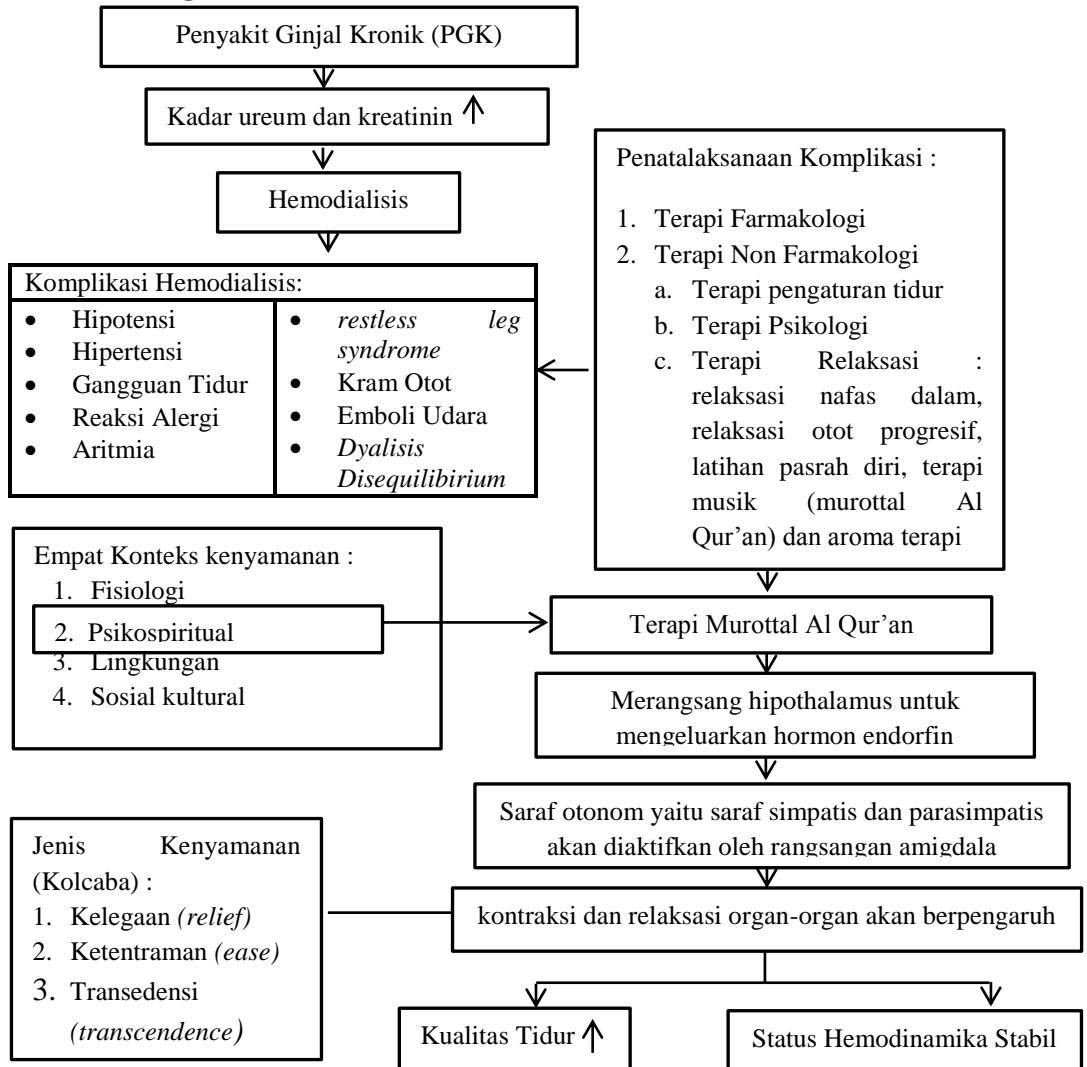 Penyakit Ginjal Kronik (PGK)
Kadar ureum dan kreatinin ↑
Hemodialisis
Komplikasi Hemodialisis:
• Hipotensi
• Hipertensi
• Gangguan Tidur
• Reaksi Alergi
• Aritmia
• restless leg
syndrome
• Kram Otot
• Emboli Udara
• Dyalisis
Disequilibirium
Penatalaksanaan Komplikasi :
1. Terapi Farmakologi
2. Terapi Non Farmakologi
a. Terapi pengaturan tidur
b. Terapi Psikologi
c. Terapi Relaksasi :
relaksasi nafas dalam,
relaksasi otot progresif,
latihan pasrah diri, terapi
musik (murottal Al
Qur’an) dan aroma terapi
Empat Konteks kenyamanan :
1. Fisiologi
2. Psikospiritual
3. Lingkungan
4. Sosial kultural
Terapi Murottal Al Qur’an
Merangsang hipothalamus untuk
mengeluarkan hormon endorfin
Saraf otonom yaitu saraf simpatis dan parasimpatis
akan diaktifkan oleh rangsangan amigdala
Jenis Kenyamanan
(Kolcaba) :
1. Kelegaan (relief)
2. Ketentraman (ease)
3. Transedensi
(transcendence)
kontraksi dan relaksasi organ-organ akan berpengaruh
Kualitas Tidur ↑
Status Hemodinamika Stabil